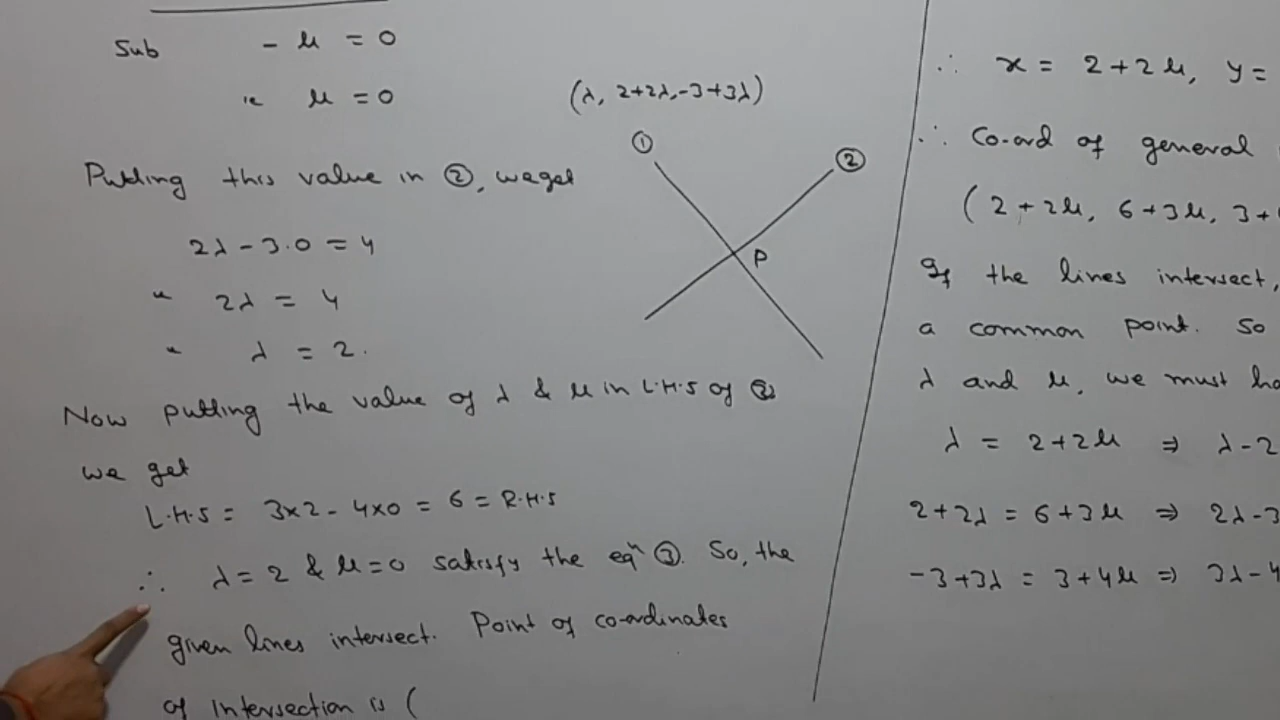 Sub - μ = 0
ie μ = 0
Putting this value in ②, we get
2λ - 3.0 = 4
" 2λ = 4
" λ = 2.
Now putting the value of λ & μ in L.H.S of ③
we get
L.H.S = 3x2 - 4x0 = 6 = R.H.S
∴ λ = 2 & μ = 0 satisfy the eqⁿ ③. So, the
given lines intersect. Point of co-ordinates
of intersection is (
(λ, 2+2λ, -3+3λ)
① ②
P
∴ x = 2+2μ, y =
∴ Co-ord of general
(2+2μ, 6+3μ, 3+
If the lines intersect,
a common point. So
λ and μ, we must ha
λ = 2+2μ ⇒ λ-2
2+2λ = 6+3μ ⇒ 2λ-3
-3+3λ = 3+4μ ⇒ 3λ-4